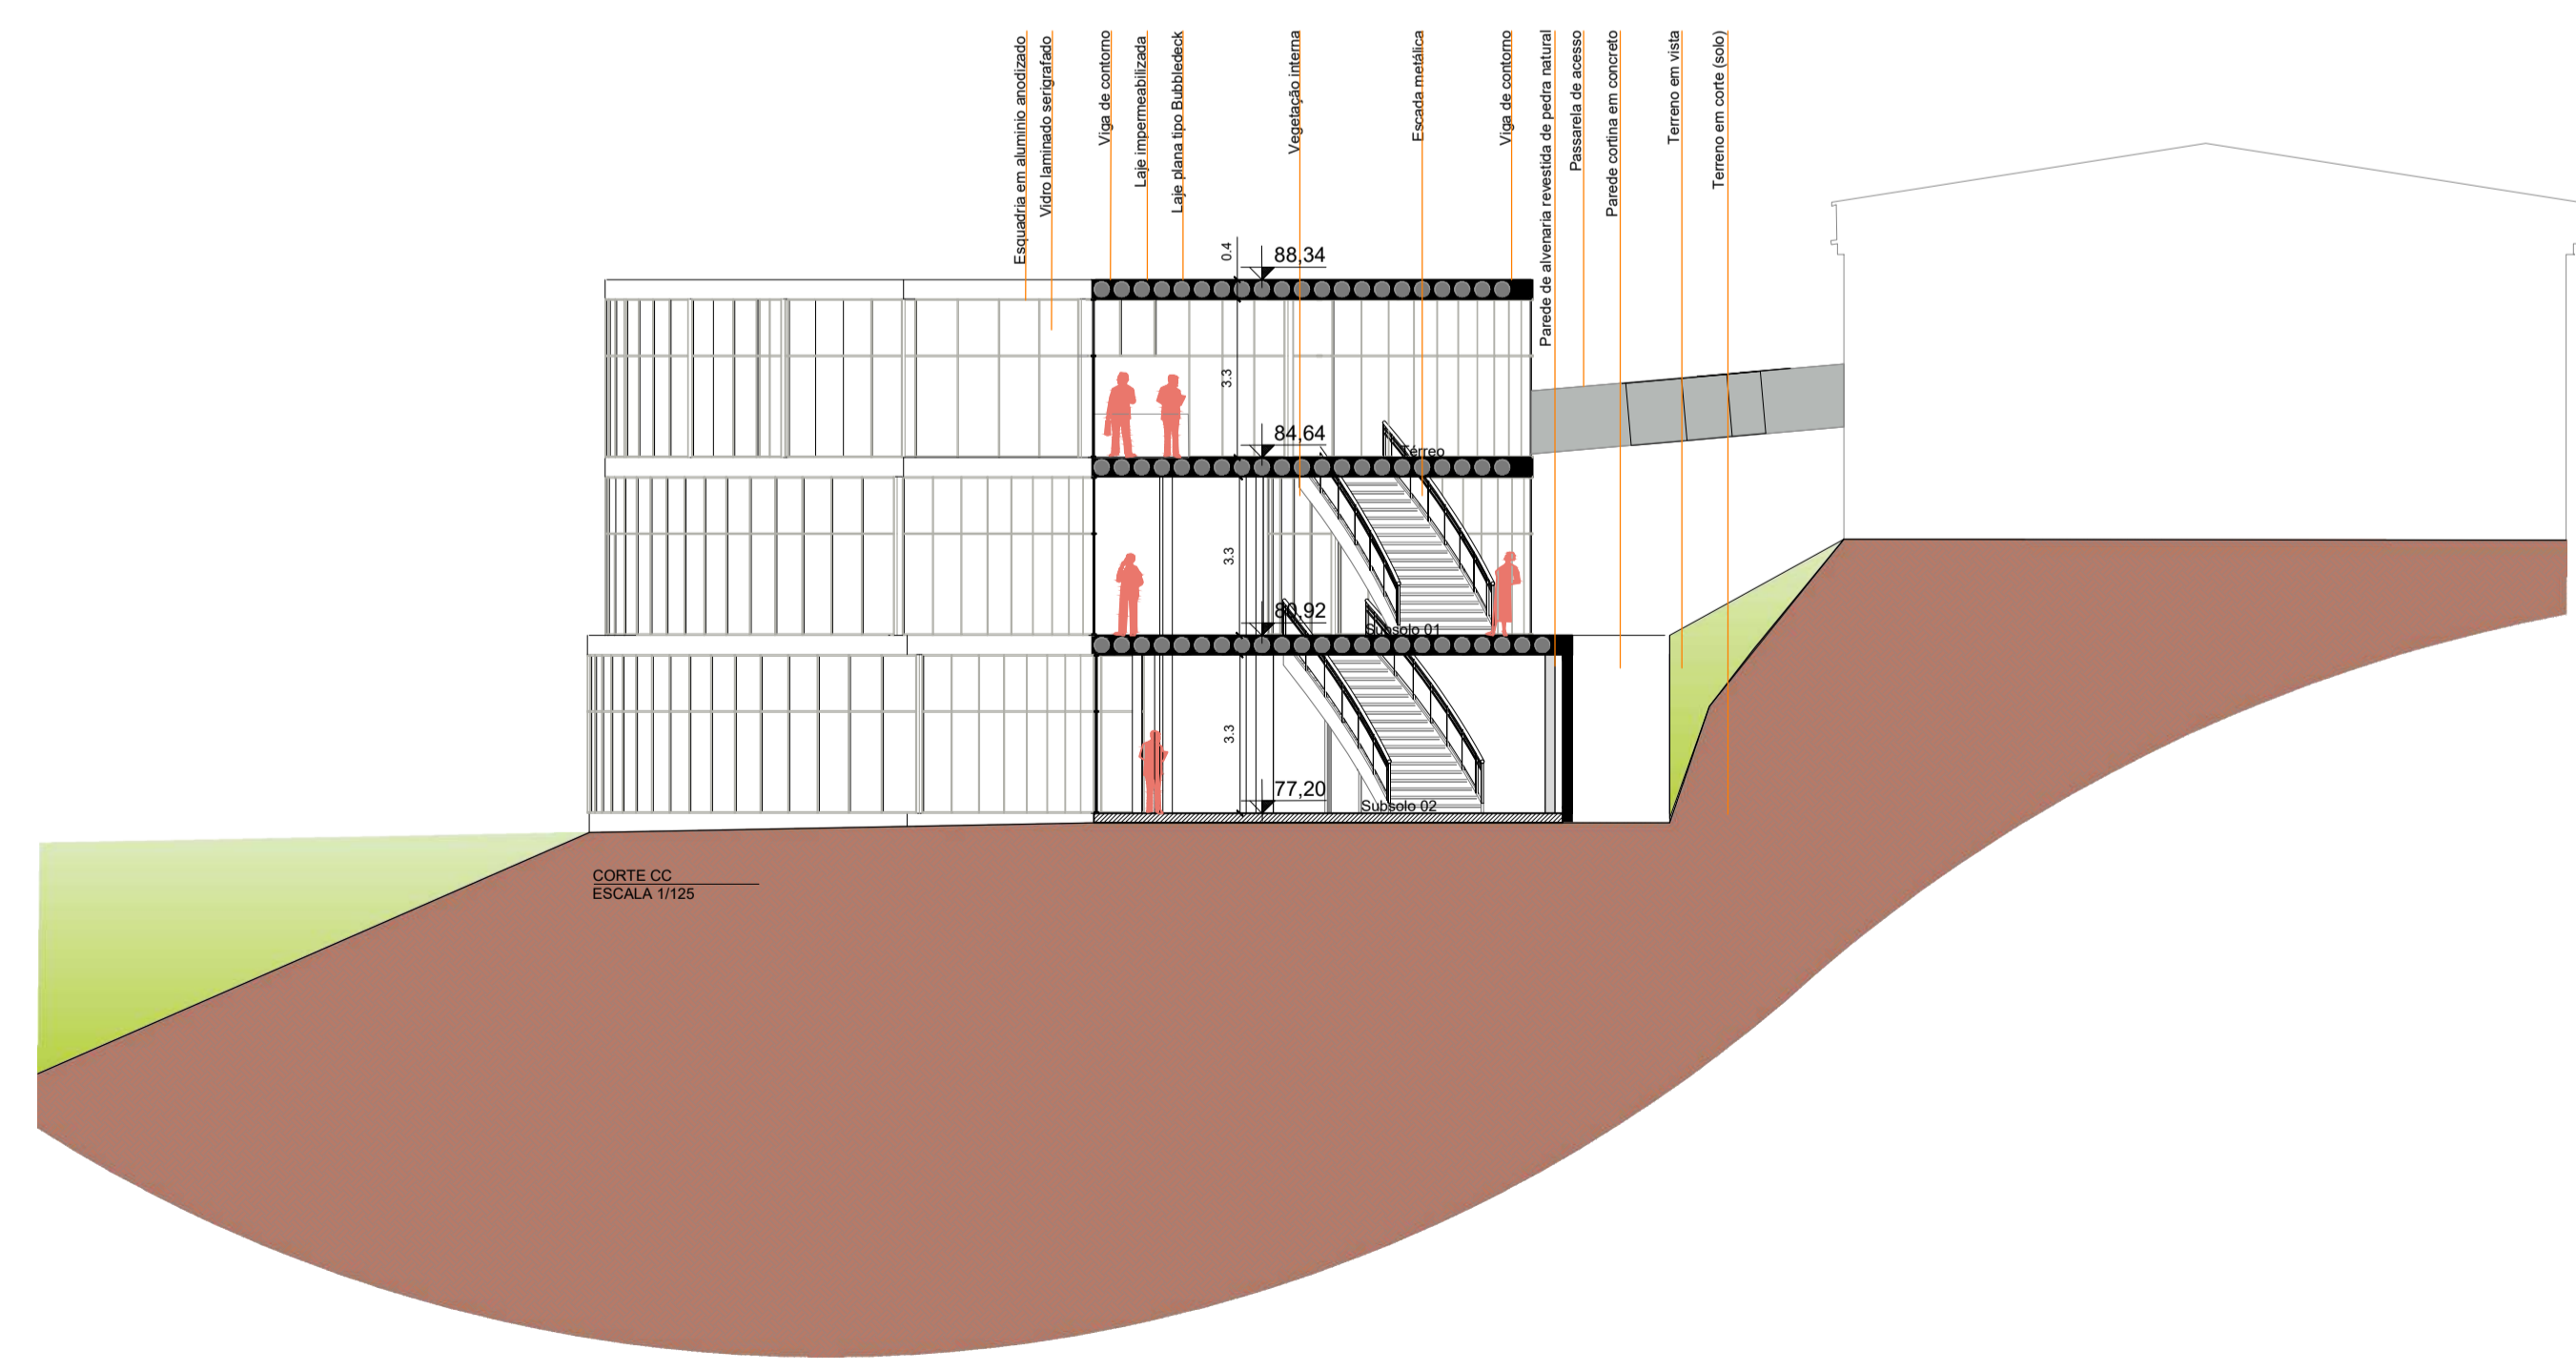 Esquadria em aluminio anodizado
Vidro laminado serigrafado
Viga de contorno
Laje impermeabilizada
Laje plana tipo Bubbledeck
Vegetação interna
Escada metálica
Viga de contorno
Parede de alvenaria revestida de pedra natural
Passarela de acesso
Parede cortina em concreto
Terreno em vista
Terreno em corte (solo)
0.4
88,34
3.3
84,64
Térreo
3.3
80,92
Subsolo 01
3.3
77,20
Subsolo 02
CORTE CC
ESCALA 1/125